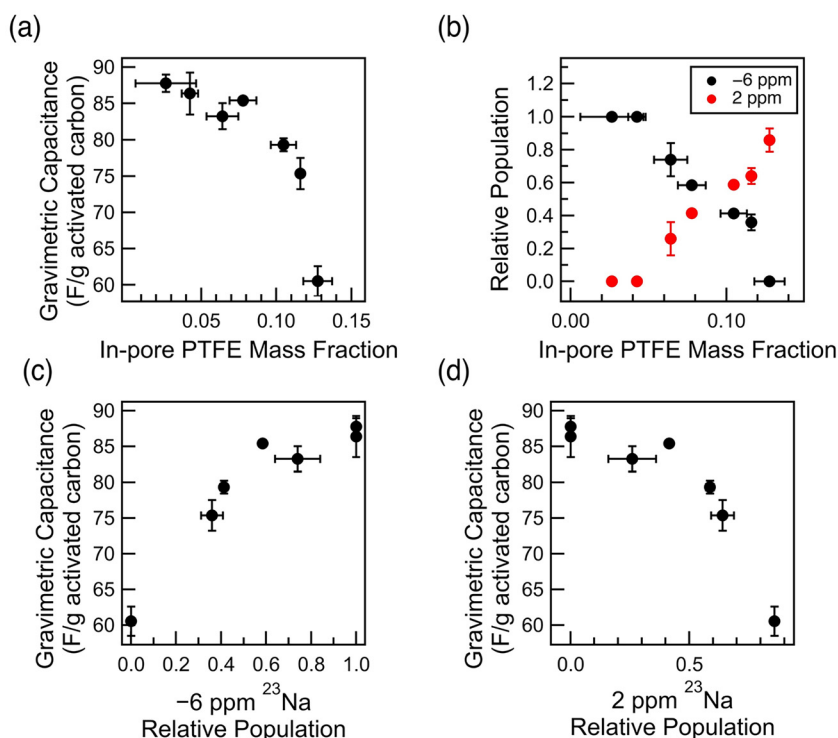 (a)
90
85
80
75
70
65
60
0.05
0.10
0.15
Gravimetric Capacitance
(F/g activated carbon)
In-pore PTFE Mass Fraction
(b)
−6 ppm
2 ppm
1.2
1.0
0.8
0.6
0.4
0.2
0.0
0.00
0.10
Relative Population
In-pore PTFE Mass Fraction
(c)
90
85
80
75
70
65
60
0.0
0.2
0.4
0.6
0.8
1.0
Gravimetric Capacitance
(F/g activated carbon)
−6 ppm ²³Na
Relative Population
(d)
90
85
80
75
70
65
60
0.0
0.5
Gravimetric Capacitance
(F/g activated carbon)
2 ppm ²³Na
Relative Population